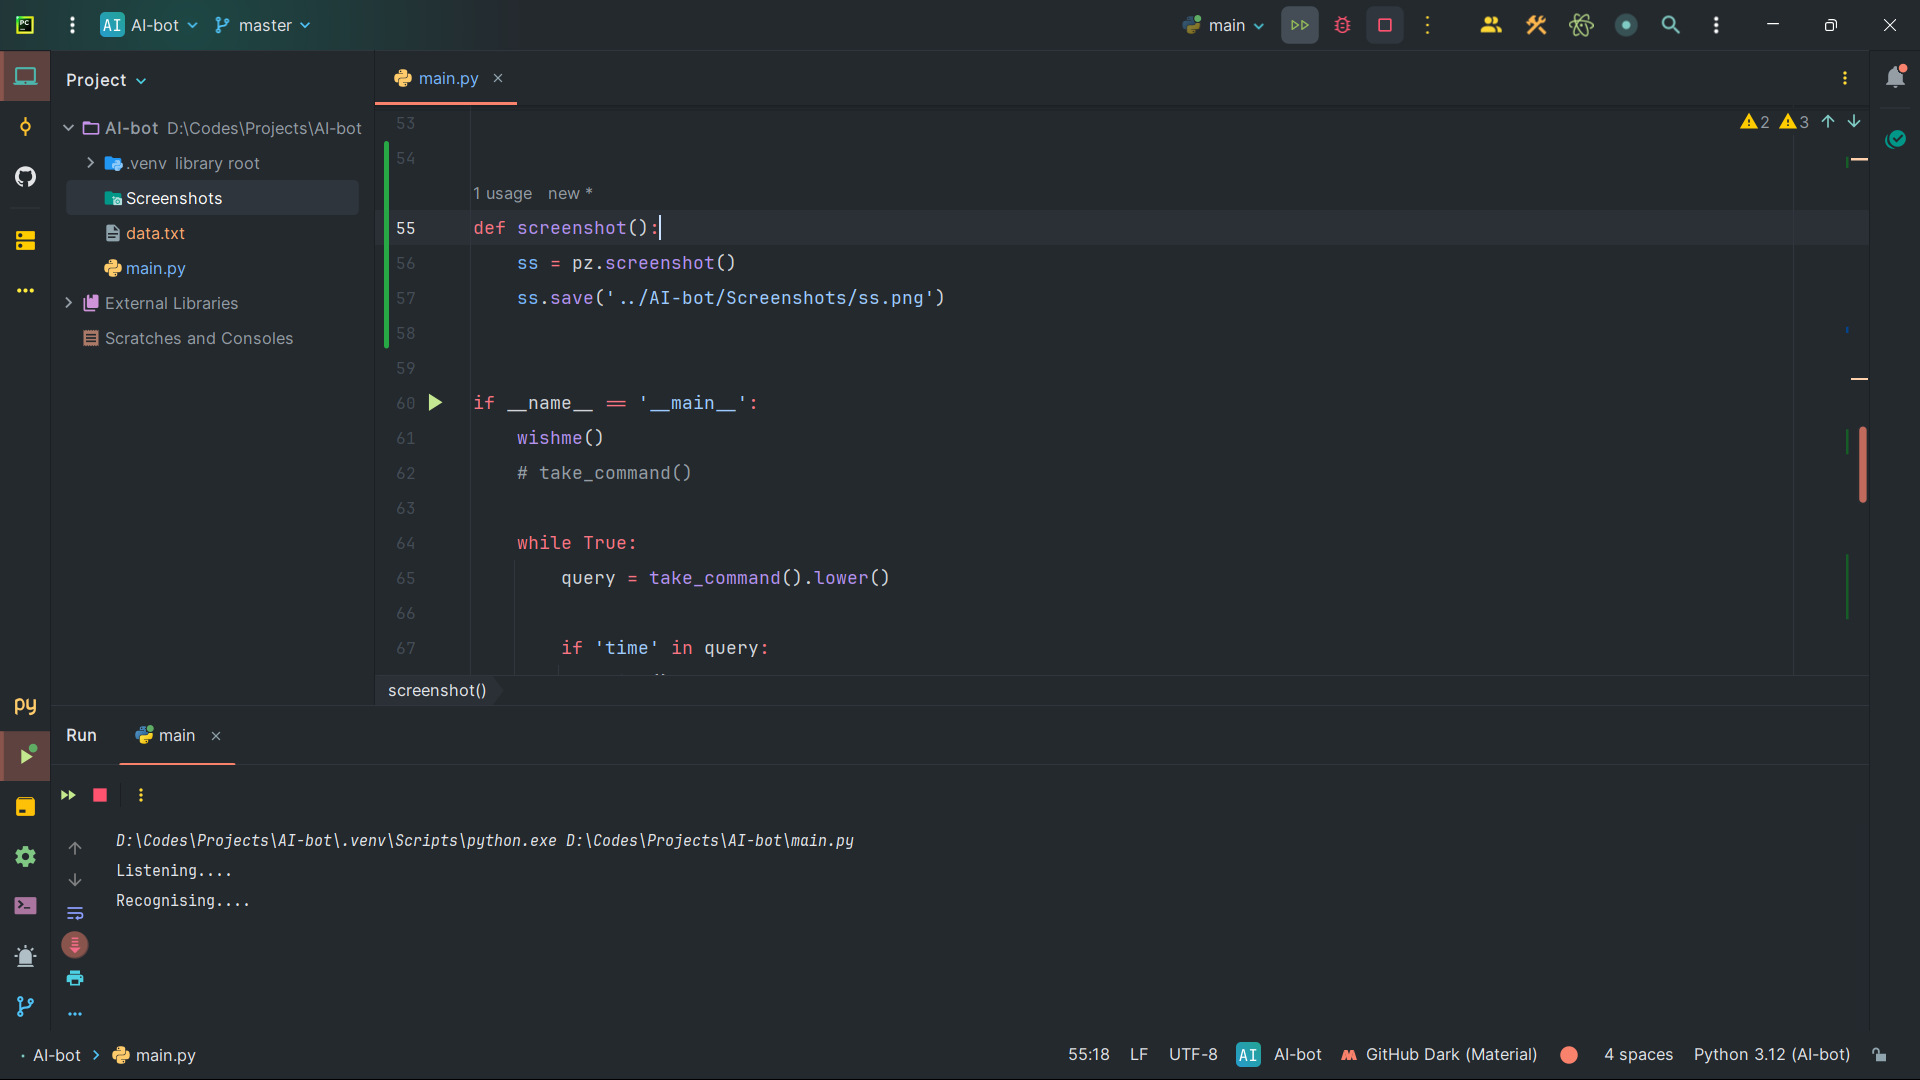 PC
AI AI-bot master main
Project
main.py
AI-bot D:\Codes\Projects\AI-bot
.venv library root
Screenshots
data.txt
main.py
External Libraries
Scratches and Consoles
2 3
53
54
1 usage new *
55 def screenshot():
56 ss = pz.screenshot()
57 ss.save('../AI-bot/Screenshots/ss.png')
58
59
60 if __name__ == '__main__':
61 wishme()
62 # take_command()
63
64 while True:
65 query = take_command().lower()
66
67 if 'time' in query:
screenshot()
py
Run main
D:\Codes\Projects\AI-bot\.venv\Scripts\python.exe D:\Codes\Projects\AI-bot\main.py
Listening....
Recognising....
AI-bot main.py
55:18 LF UTF-8 AI AI-bot GitHub Dark (Material) 4 spaces Python 3.12 (AI-bot)